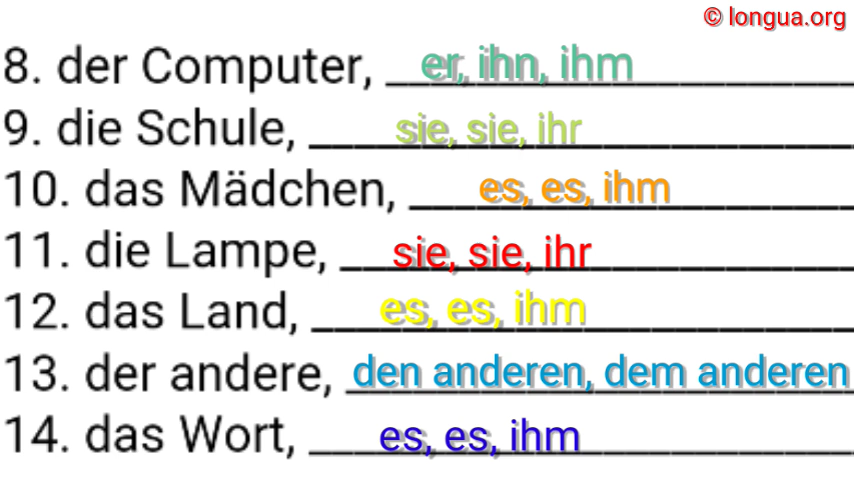 © longua.org
8. der Computer, er, ihn, ihm
9. die Schule, sie, sie, ihr
10. das Mädchen, es, es, ihm
11. die Lampe, sie, sie, ihr
12. das Land, es, es, ihm
13. der andere, den anderen, dem anderen
14. das Wort, es, es, ihm